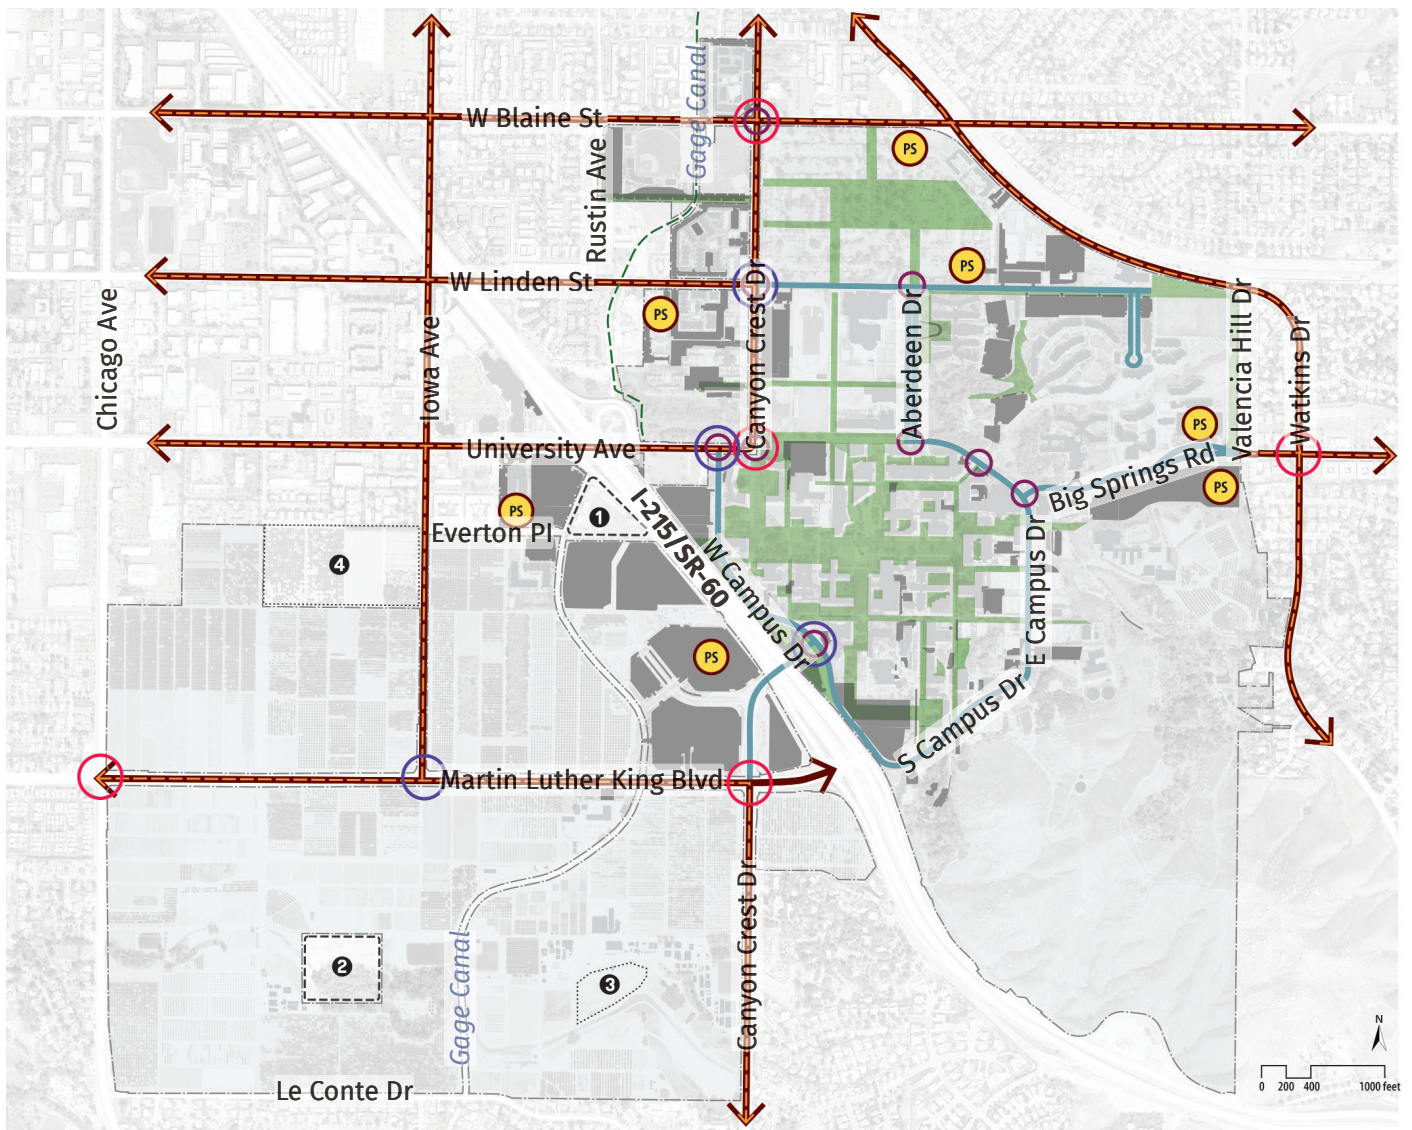 Gage Canal
W Blaine St
PS
Rustin Ave
PS
W Linden St
Canyon Crest Dr
Aberdeen Dr
Valencia Hill Dr
Watkins Dr
Chicago Ave
Iowa Ave
PS
PS
University Ave
Big Springs Rd
PS
PS
1
I-215/SR-60
Everton Pl
4
W Campus Dr
E Campus Dr
PS
S Campus Dr
Martin Luther King Blvd
Canyon Crest Dr
2
3
Gage Canal
Le Conte Dr
N
0 200 400 1000 feet